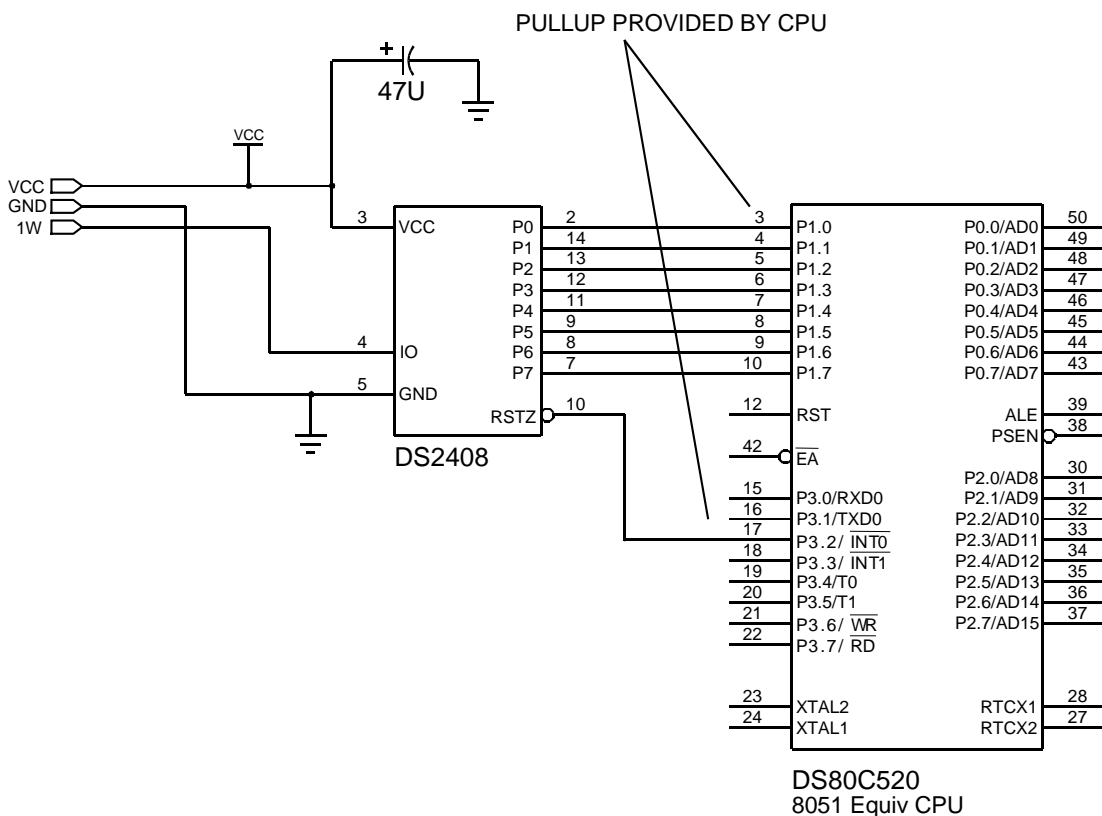 PULLUP PROVIDED BY CPU
+
47U
VCC
VCC
GND
1W
3 VCC
4 IO
5 GND
P0 2
P1 14
P2 13
P3 12
P4 11
P5 9
P6 8
P7 7
RSTZ 10
DS2408
3 P1.0
4 P1.1
5 P1.2
6 P1.3
7 P1.4
8 P1.5
9 P1.6
10 P1.7
12 RST
42 EA
15 P3.0/RXD0
16 P3.1/TXD0
17 P3.2/ INT0
18 P3.3/ INT1
19 P3.4/T0
20 P3.5/T1
21 P3.6/ WR
22 P3.7/ RD
23 XTAL2
24 XTAL1
P0.0/AD0 50
P0.1/AD1 49
P0.2/AD2 48
P0.3/AD3 47
P0.4/AD4 46
P0.5/AD5 45
P0.6/AD6 44
P0.7/AD7 43
ALE 39
PSEN 38
P2.0/AD8 30
P2.1/AD9 31
P2.2/AD10 32
P2.3/AD11 33
P2.4/AD12 34
P2.5/AD13 35
P2.6/AD14 36
P2.7/AD15 37
RTCX1 28
RTCX2 27
DS80C520
8051 Equiv CPU